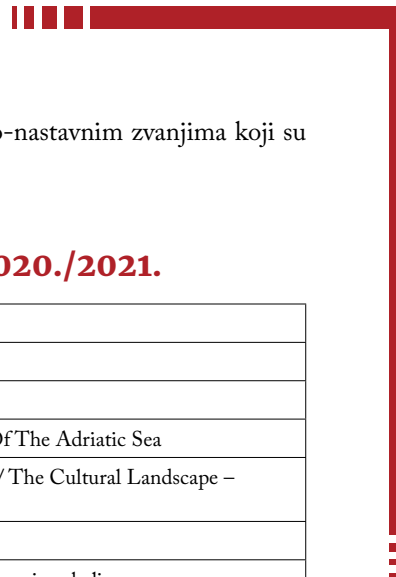 -nastavnim zvanjima koji su
020./2021.
Of The Adriatic Sea
/ The Cultural Landscape –